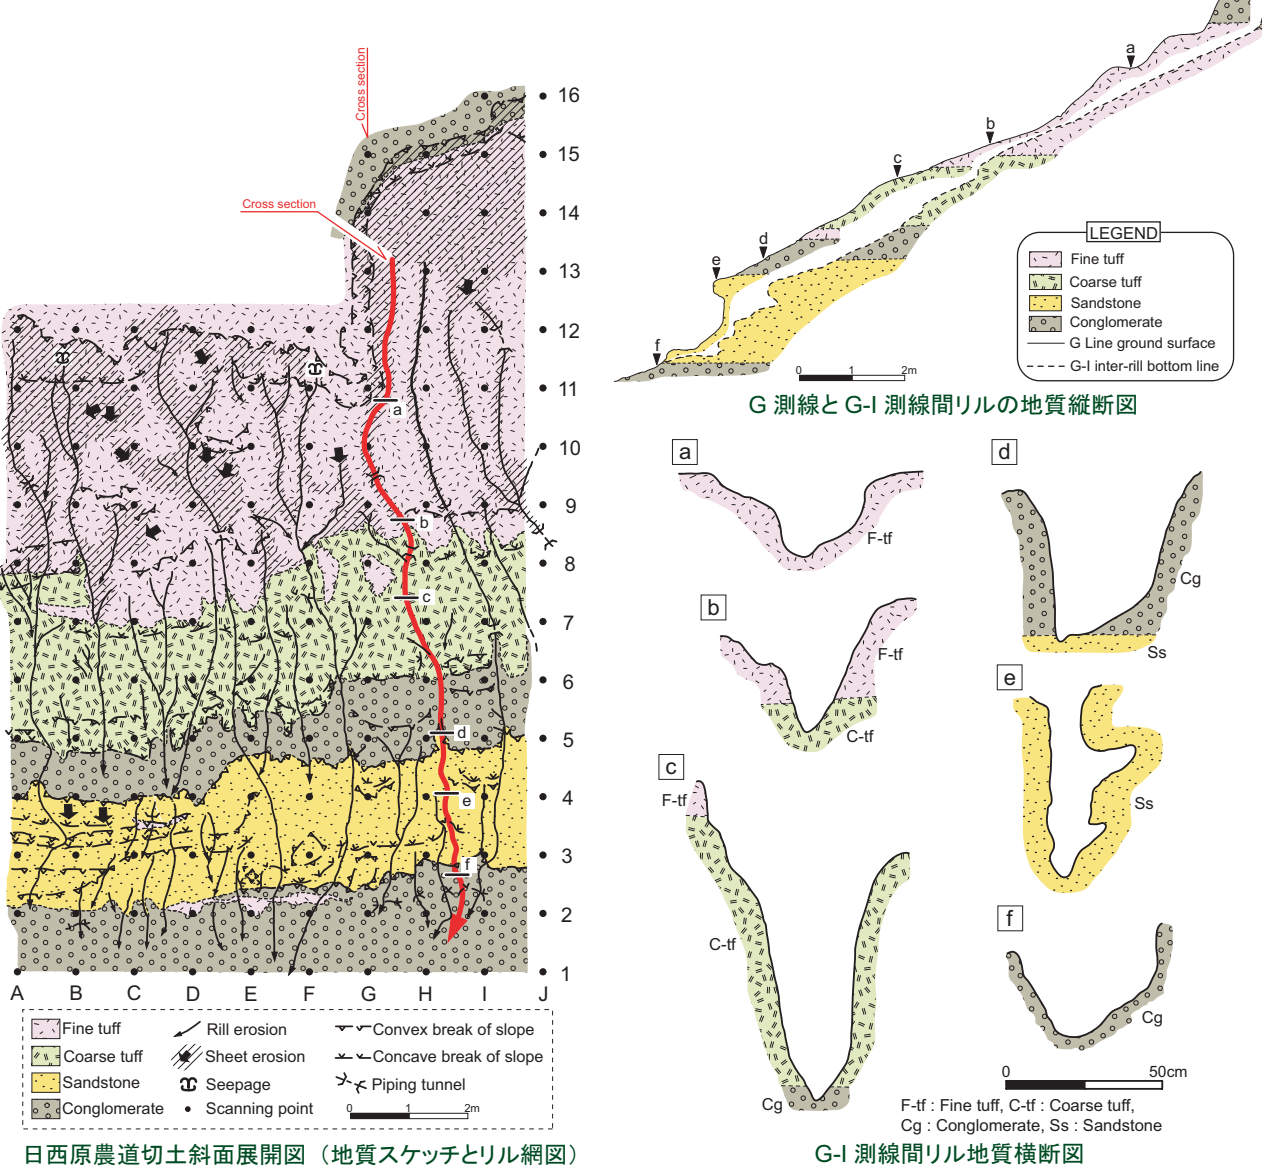 Cross section
Cross section
16
15
14
13
12
11
10
9
8
7
6
5
4
3
2
1
a
b
c
d
e
f
A B C D E F G H I J
Fine tuff
Coarse tuff
Sandstone
Conglomerate
Rill erosion
Sheet erosion
Seepage
Scanning point
Convex break of slope
Concave break of slope
Piping tunnel
0 1 2m
日西原農道切土斜面展開図（地質スケッチとリル網図）
a
b
c
d
e
f
LEGEND
Fine tuff
Coarse tuff
Sandstone
Conglomerate
G Line ground surface
G-I inter-rill bottom line
0 1 2m
G 測線と G-I 測線間リルの地質縦断図
a
F-tf
b
F-tf
C-tf
c
F-tf
C-tf
Cg
d
Cg
Ss
e
Ss
f
Cg
0 50cm
F-tf : Fine tuff, C-tf : Coarse tuff,
Cg : Conglomerate, Ss : Sandstone
G-I 測線間リル地質横断図